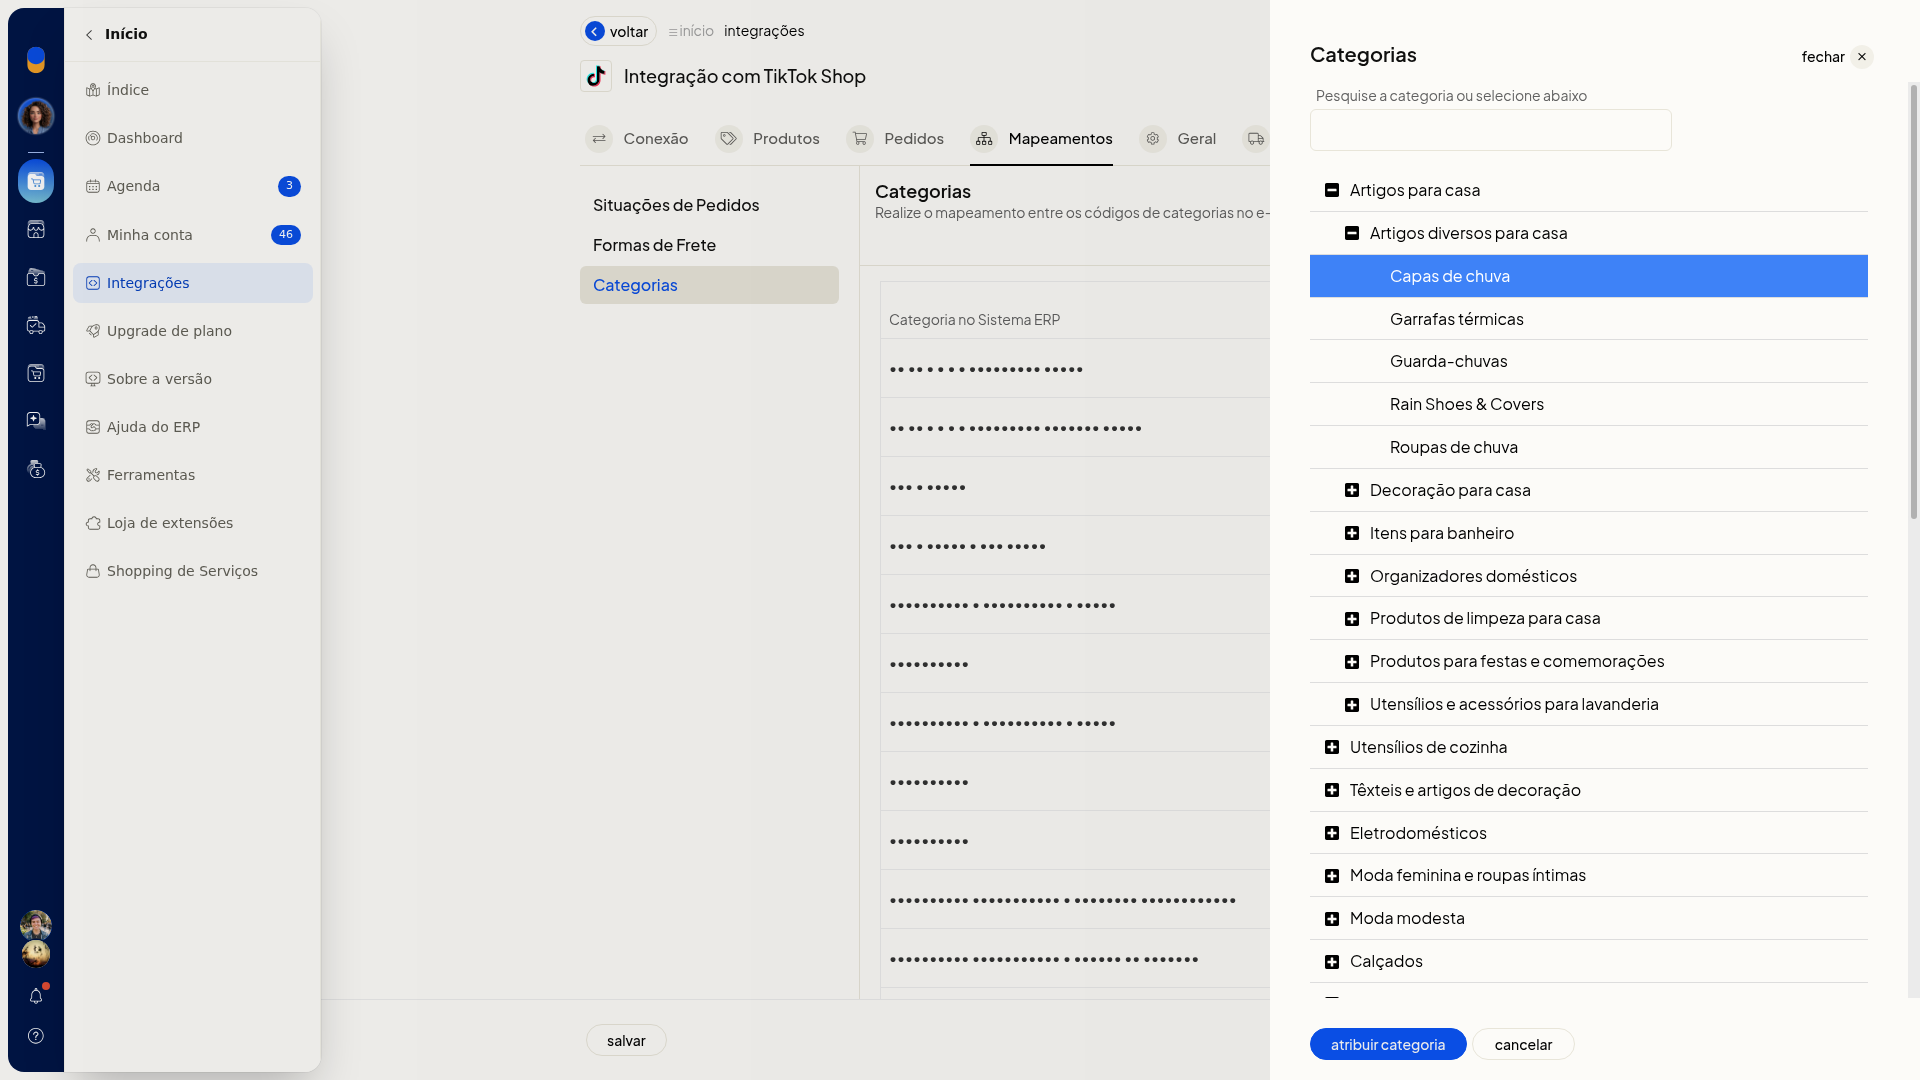 Início
Índice
Dashboard
Agenda
3
Minha conta
46
Integrações
Upgrade de plano
Sobre a versão
Ajuda do ERP
Ferramentas
Loja de extensões
Shopping de Serviços
voltar
início
integrações
Integração com TikTok Shop
Conexão
Produtos
Pedidos
Mapeamentos
Geral
Situações de Pedidos
Formas de Frete
Categorias
Categorias
Realize o mapeamento entre os códigos de categorias no e-
Categoria no Sistema ERP
salvar
Categorias
fechar
Pesquise a categoria ou selecione abaixo
Artigos para casa
Artigos diversos para casa
Capas de chuva
Garrafas térmicas
Guarda-chuvas
Rain Shoes & Covers
Roupas de chuva
Decoração para casa
Itens para banheiro
Organizadores domésticos
Produtos de limpeza para casa
Produtos para festas e comemorações
Utensílios e acessórios para lavanderia
Utensílios de cozinha
Têxteis e artigos de decoração
Eletrodomésticos
Moda feminina e roupas íntimas
Moda modesta
Calçados
atribuir categoria
cancelar